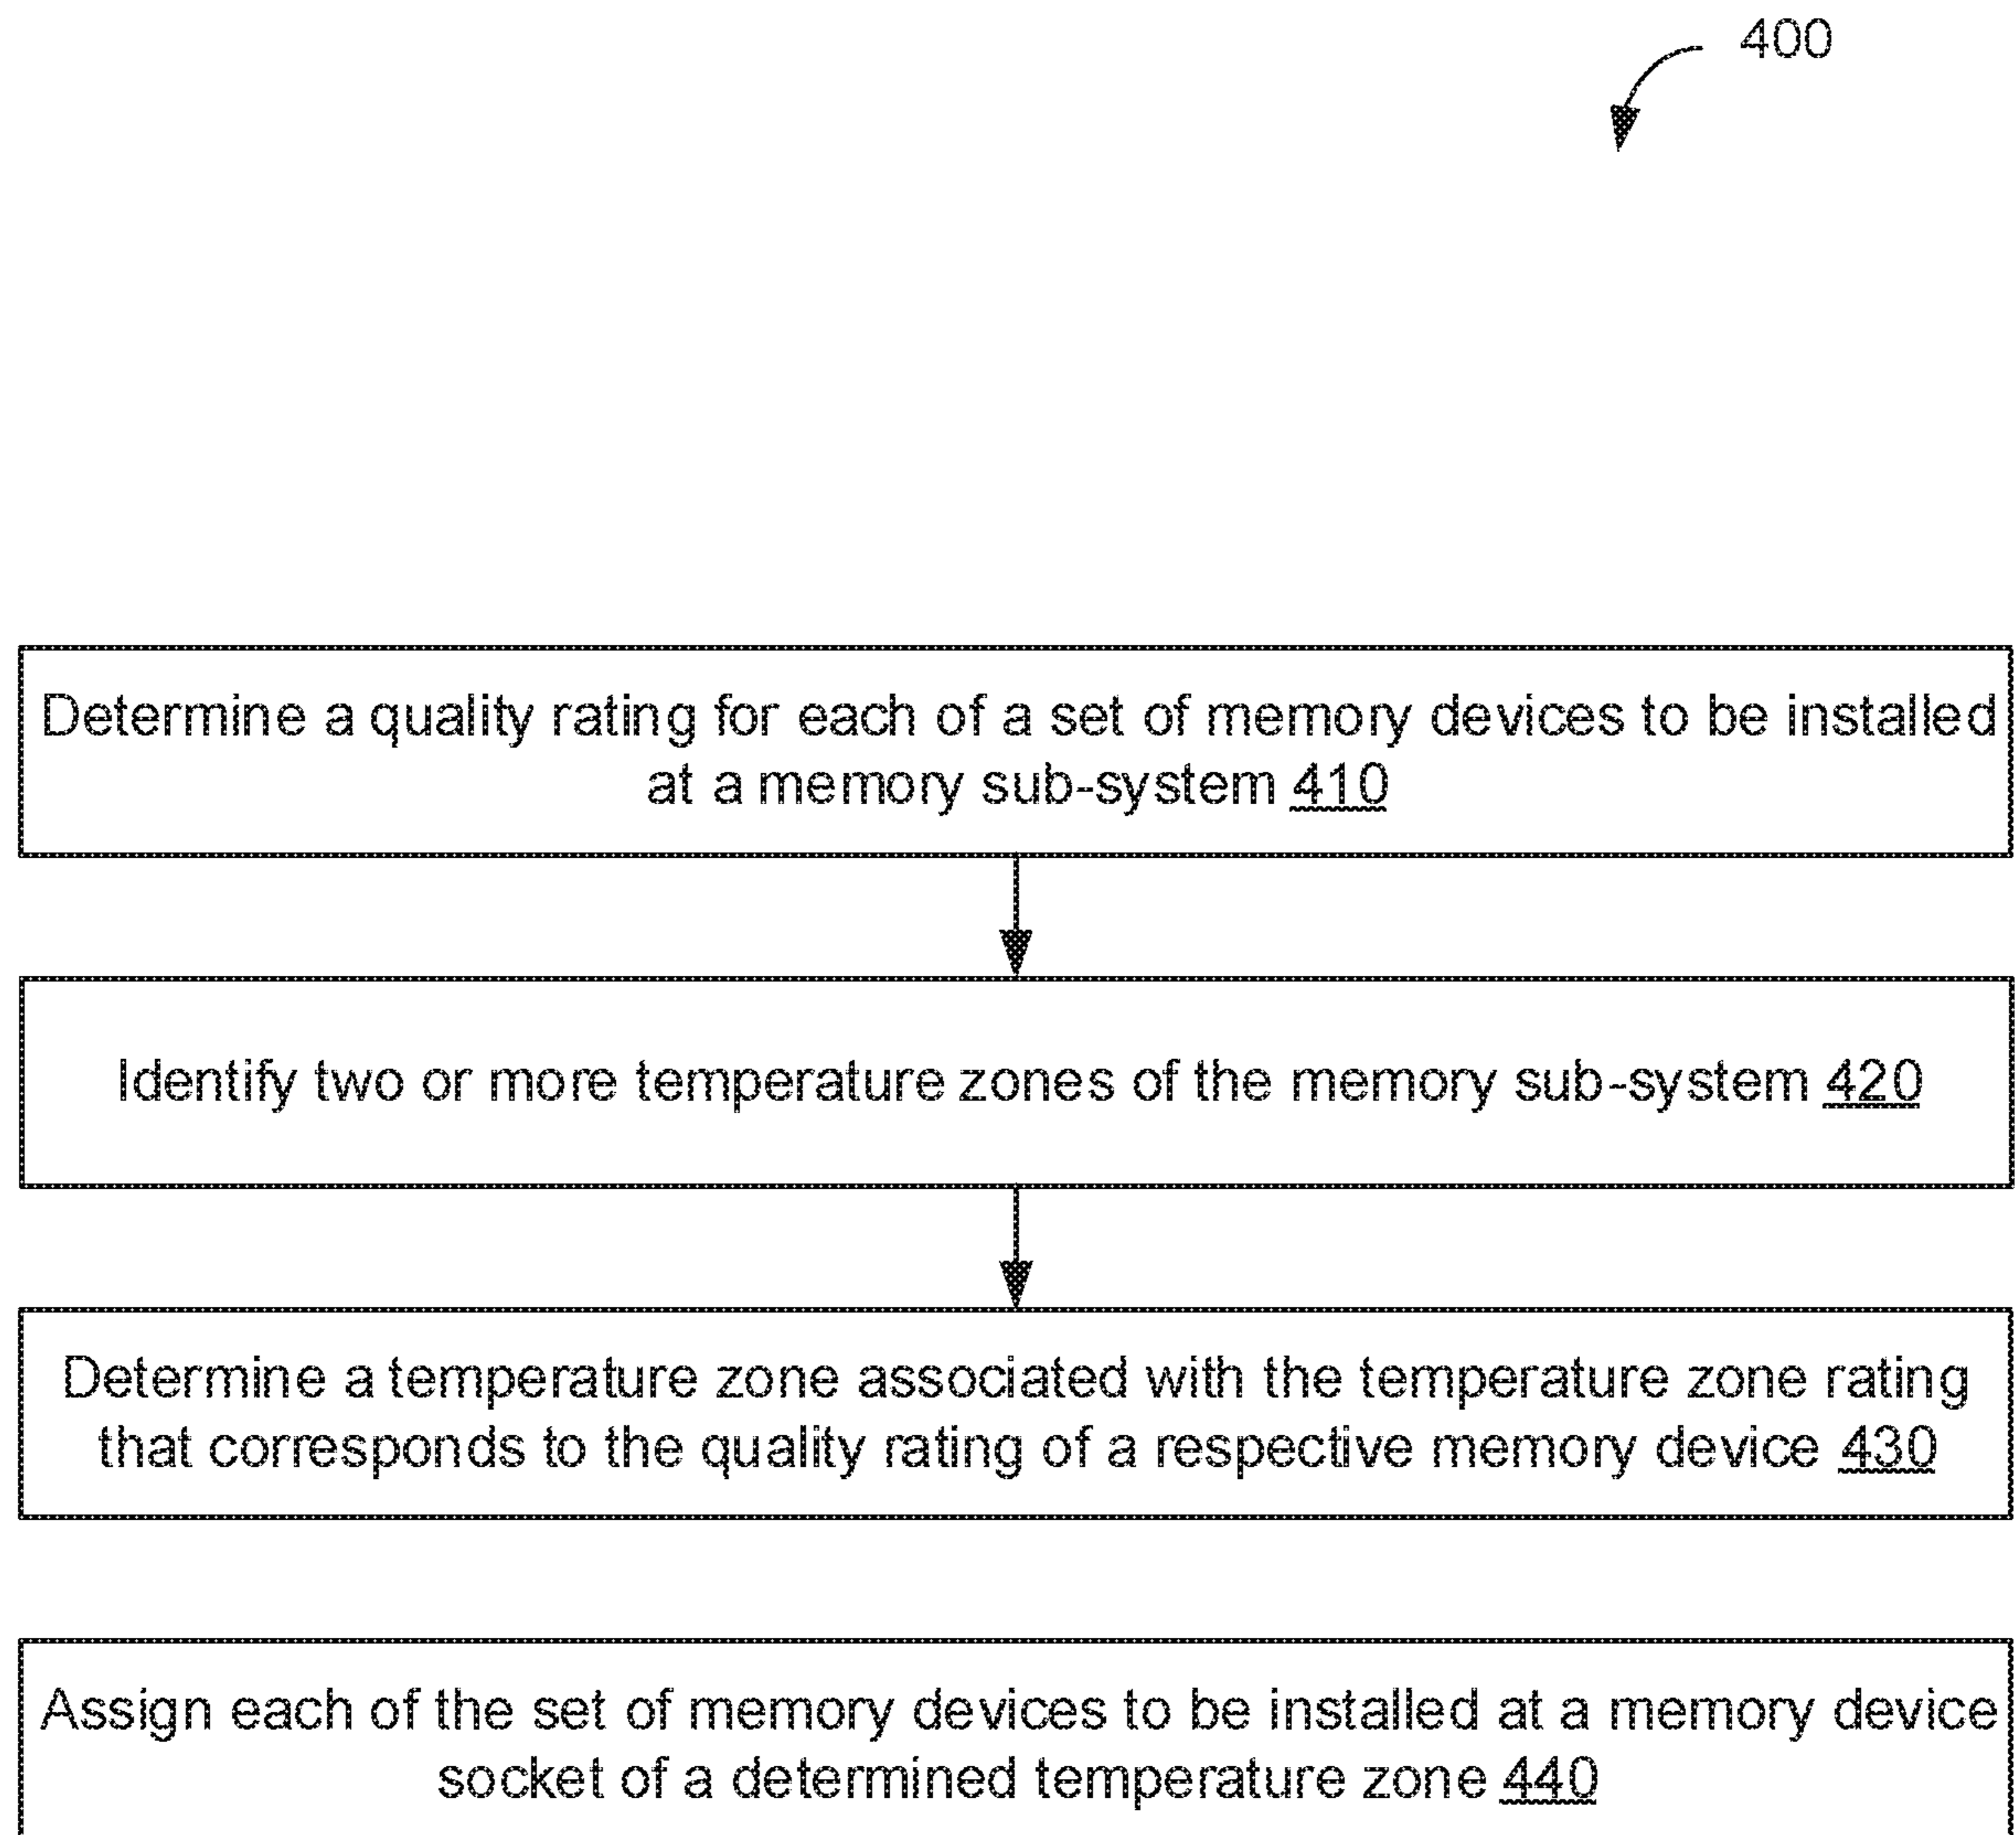 400
Determine a quality rating for each of a set of memory devices to be installed
at a memory sub-system 410
Identify two or more temperature zones of the memory sub-system 420
Determine a temperature zone associated with the temperature zone rating
that corresponds to the quality rating of a respective memory device 430
Assign each of the set of memory devices to be installed at a memory device
socket of a determined temperature zone 440